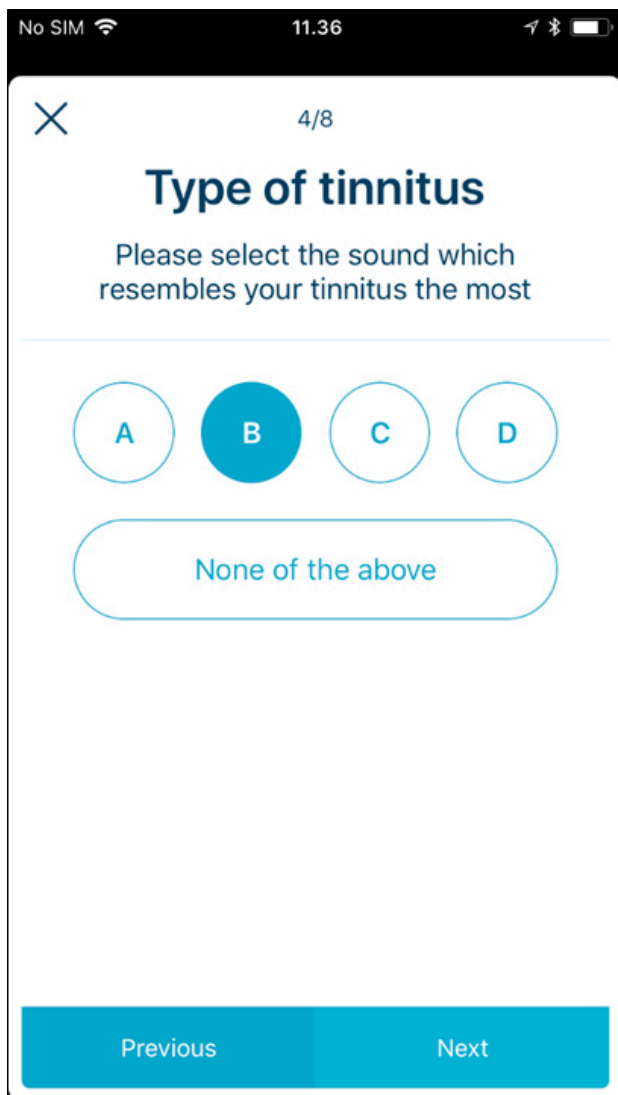 No SIM 11.36
4/8
Type of tinnitus
Please select the sound which
resembles your tinnitus the most
A B C D
None of the above
Previous Next